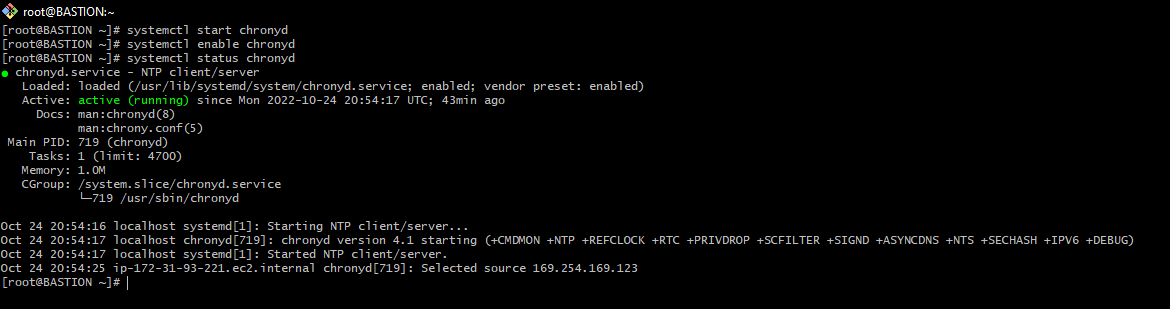 root@BASTION:~
[root@BASTION ~]# systemctl start chronyd
[root@BASTION ~]# systemctl enable chronyd
[root@BASTION ~]# systemctl status chronyd
● chronyd.service - NTP client/server
   Loaded: loaded (/usr/lib/systemd/system/chronyd.service; enabled; vendor preset: enabled)
   Active: active (running) since Mon 2022-10-24 20:54:17 UTC; 43min ago
     Docs: man:chronyd(8)
           man:chrony.conf(5)
 Main PID: 719 (chronyd)
    Tasks: 1 (limit: 4700)
   Memory: 1.0M
   CGroup: /system.slice/chronyd.service
           └─719 /usr/sbin/chronyd
Oct 24 20:54:16 localhost systemd[1]: Starting NTP client/server...
Oct 24 20:54:17 localhost chronyd[719]: chronyd version 4.1 starting (+CMDMON +NTP +REFCLOCK +RTC +PRIVDROP +SCFILTER +SIGND +ASYNCDNS +NTS +SECHASH +IPV6 +DEBUG)
Oct 24 20:54:17 localhost systemd[1]: Started NTP client/server.
Oct 24 20:54:25 ip-172-31-93-221.ec2.internal chronyd[719]: Selected source 169.254.169.123
[root@BASTION ~]#